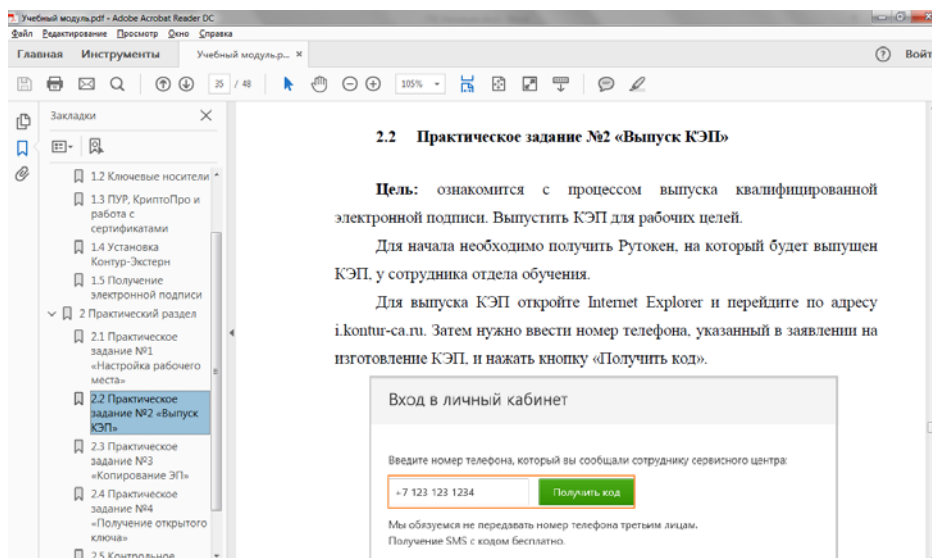 Учебный модуль.pdf - Adobe Acrobat Reader DC
Файл Редактирование Просмотр Окно Справка
Главная Инструменты Учебный модуль.р... × ? Войт
35 / 48 105%
Закладки
1.2 Ключевые носители
1.3 ПУР, КриптоПро и
работа с
сертификатами
1.4 Установка
Контур-Экстерн
1.5 Получение
электронной подписи
2 Практический раздел
2.1 Практическое
задание №1
«Настройка рабочего
места»
2.2 Практическое
задание №2 «Выпуск
КЭП»
2.3 Практическое
задание №3
«Копирование ЭП»
2.4 Практическое
задание №4
«Получение открытого
ключа»
2.5 Контрольное
2.2 Практическое задание №2 «Выпуск КЭП»
Цель: ознакомится с процессом выпуска квалифицированной
электронной подписи. Выпустить КЭП для рабочих целей.
Для начала необходимо получить Рутокен, на который будет выпущен
КЭП, у сотрудника отдела обучения.
Для выпуска КЭП откройте Internet Explorer и перейдите по адресу
i.kontur-ca.ru. Затем нужно ввести номер телефона, указанный в заявлении на
изготовление КЭП, и нажать кнопку «Получить код».
Вход в личный кабинет
Введите номер телефона, который вы сообщали сотруднику сервисного центра:
+7 123 123 1234 Получить код
Мы обязуемся не передавать номер телефона третьим лицам.
Получение SMS с кодом бесплатно.